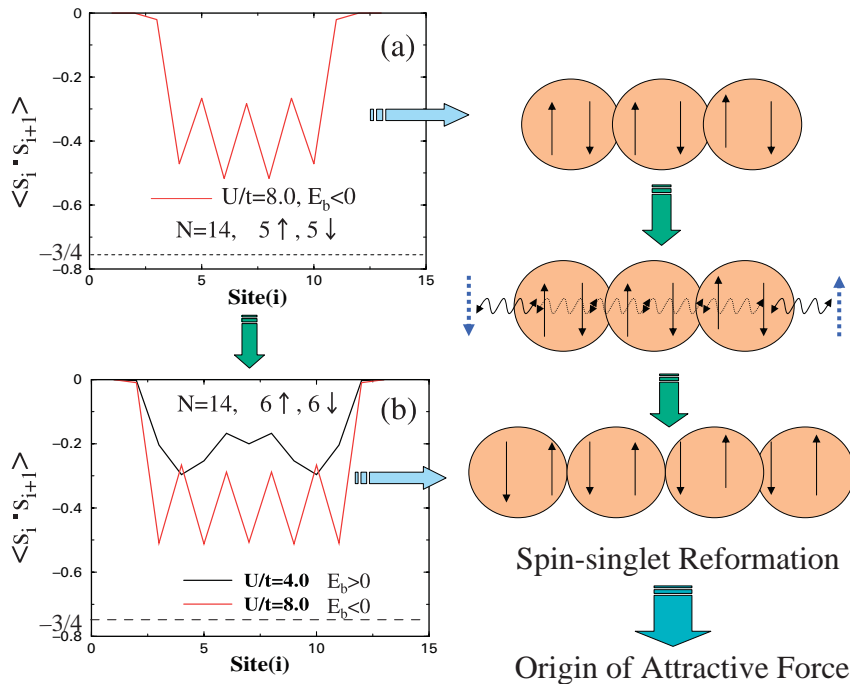 (a)
0
−0.2
−0.4
−0.6
−3/4
−0.8
<S_i · S_{i+1}>
U/t=8.0, E_b<0
N=14, 5↑, 5↓
0 5 10 15
Site(i)
(b)
N=14, 6↑, 6↓
0
−0.2
−0.4
−0.6
−3/4
−0.8
<S_i · S_{i+1}>
U/t=4.0 E_b>0
U/t=8.0 E_b<0
0 5 10 15
Site(i)
Spin-singlet Reformation
Origin of Attractive Force